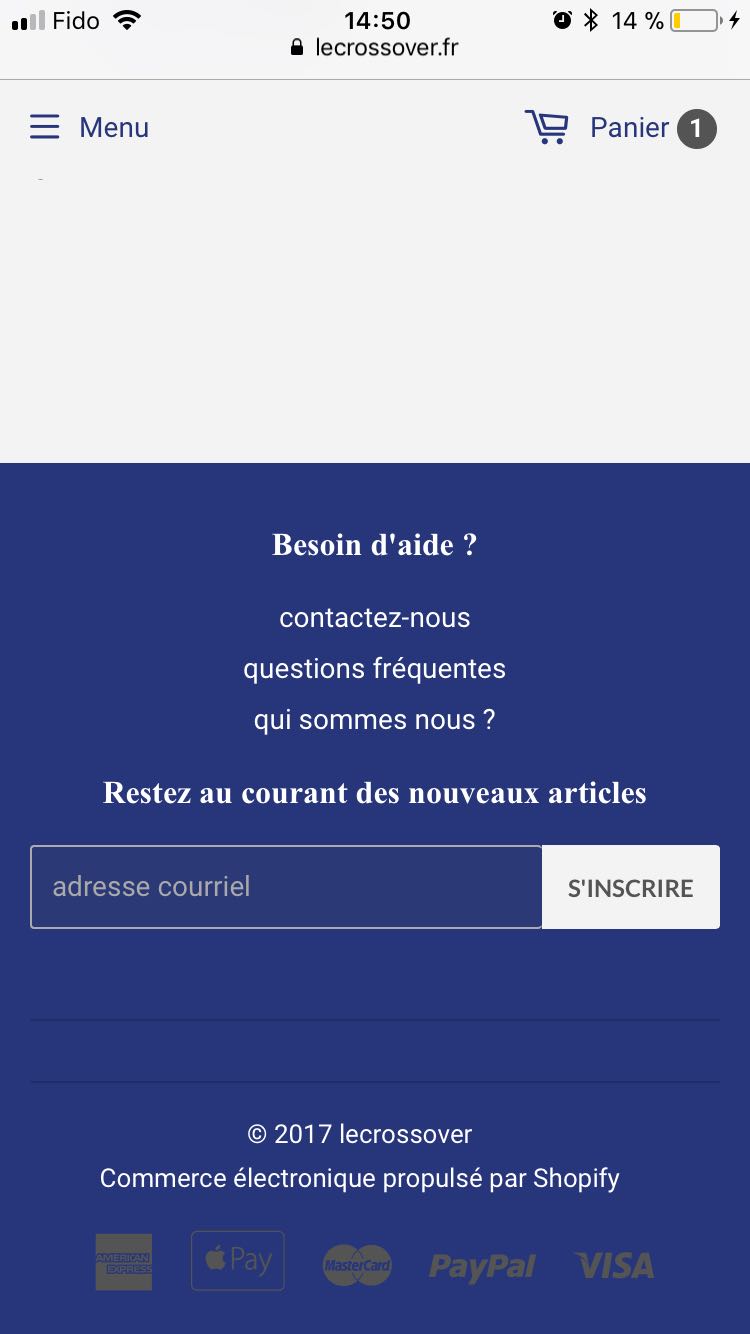 Fido 14:50 14 %
lecrossover.fr
Menu Panier 1
Besoin d'aide ?
contactez-nous
questions fréquentes
qui sommes nous ?
Restez au courant des nouveaux articles
adresse courriel S'INSCRIRE
© 2017 lecrossover
Commerce électronique propulsé par Shopify
AMERICAN EXPRESS Pay MasterCard PayPal VISA